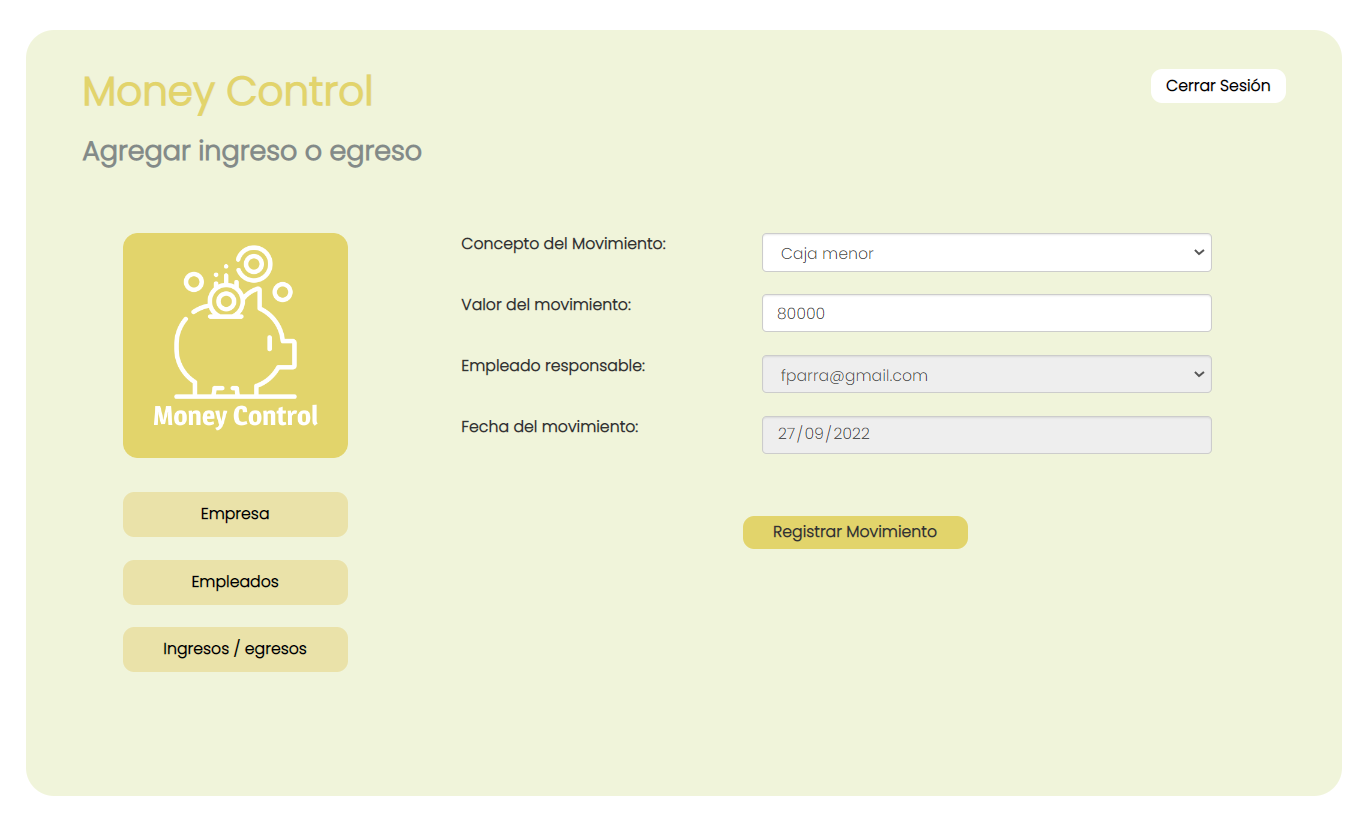 Money Control
Cerrar Sesión
Agregar ingreso o egreso
Money Control
Empresa
Empleados
Ingresos / egresos
Concepto del Movimiento:
Caja menor
Valor del movimiento:
80000
Empleado responsable:
fparra@gmail.com
Fecha del movimiento:
27/09/2022
Registrar Movimiento